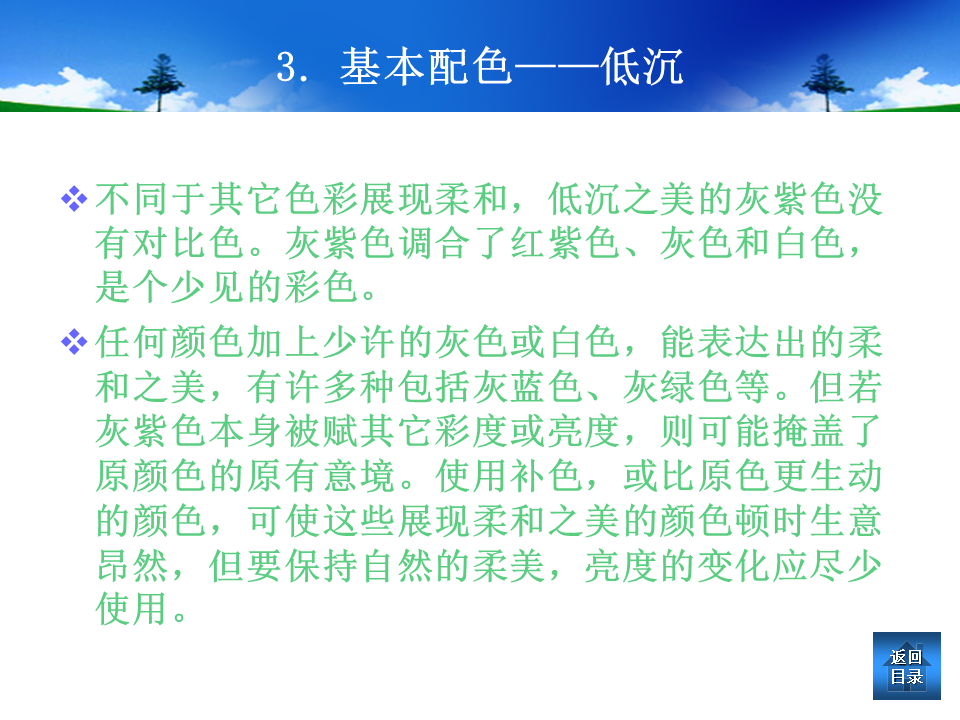 3. 基本配色——低沉
不同于其它色彩展现柔和，低沉之美的灰紫色没
有对比色。灰紫色调合了红紫色、灰色和白色，
是个少见的彩色。
任何颜色加上少许的灰色或白色，能表达出的柔
和之美，有许多种包括灰蓝色、灰绿色等。但若
灰紫色本身被赋其它彩度或亮度，则可能掩盖了
原颜色的原有意境。使用补色，或比原色更生动
的颜色，可使这些展现柔和之美的颜色顿时生意
昂然，但要保持自然的柔美，亮度的变化应尽少
使用。
返回
目录